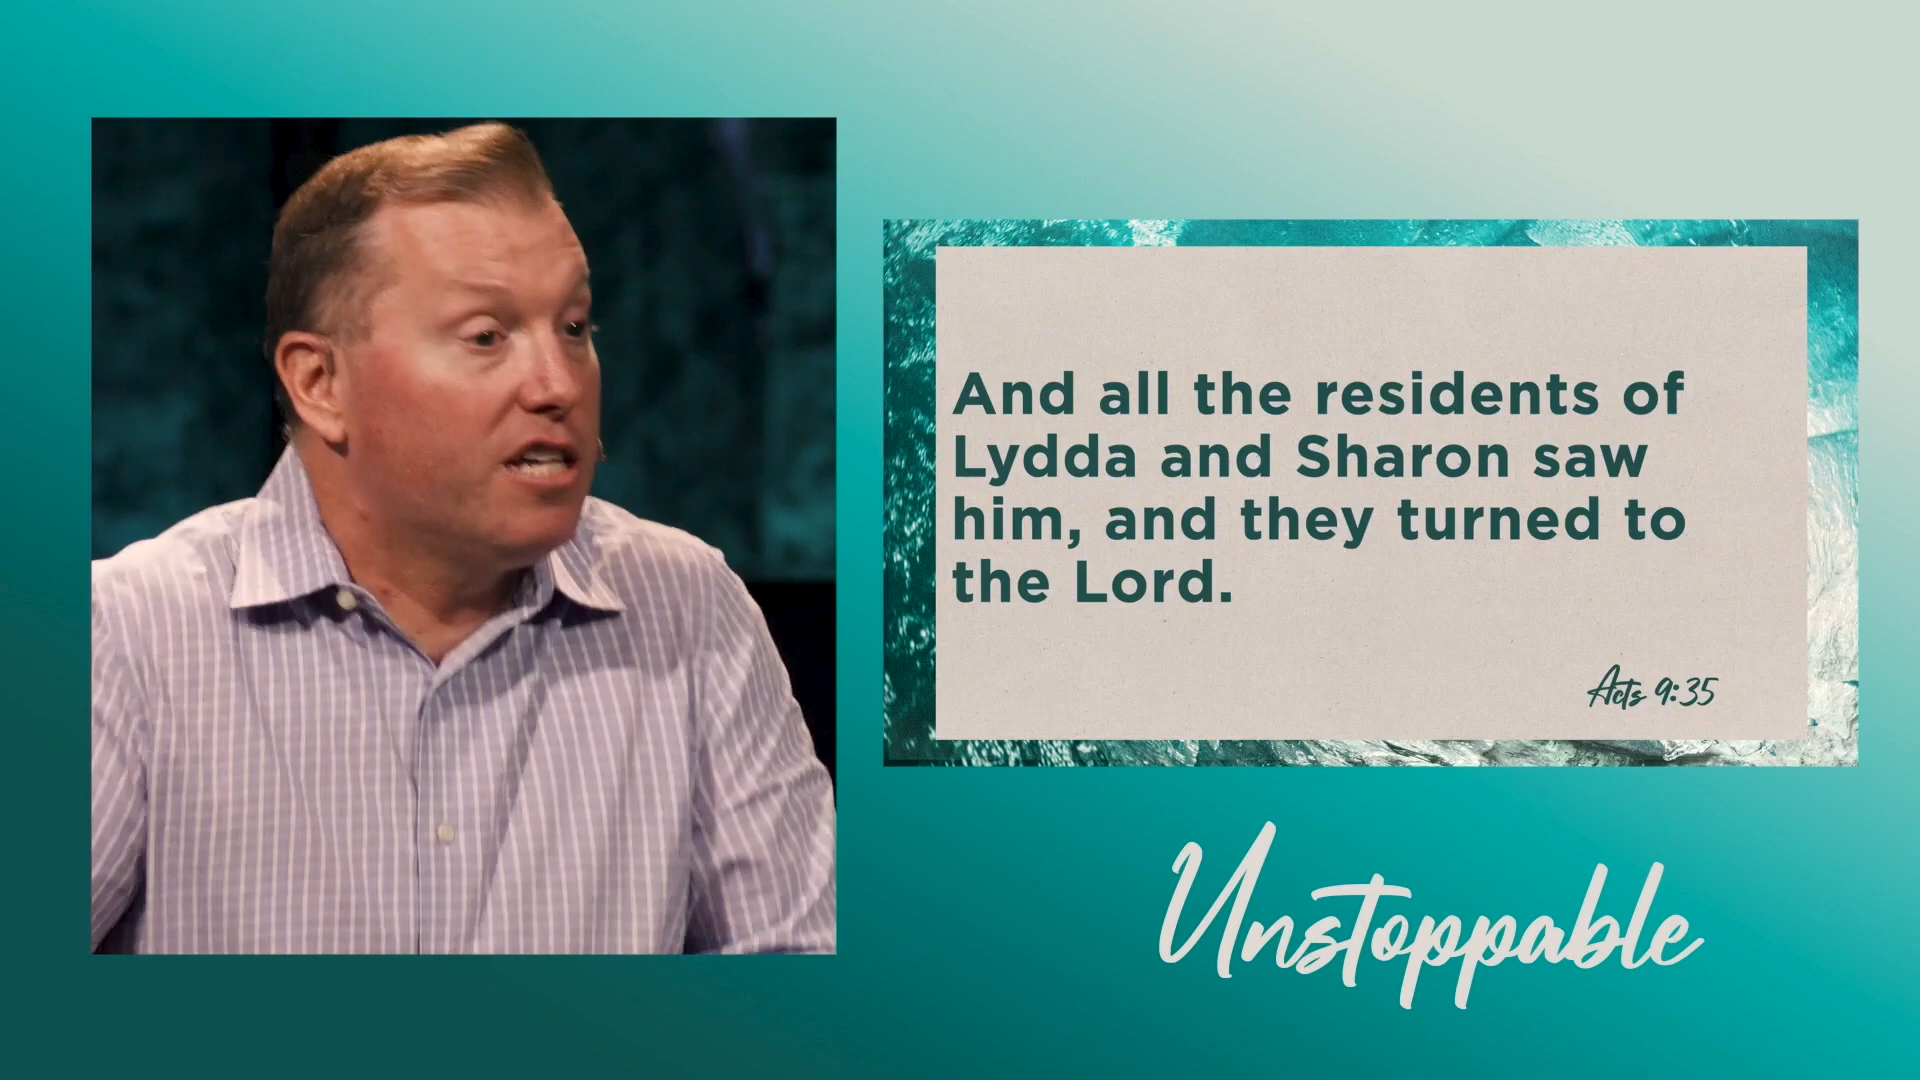 And all the residents of
Lydda and Sharon saw
him, and they turned to
the Lord.
Acts 9:35
Unstoppable